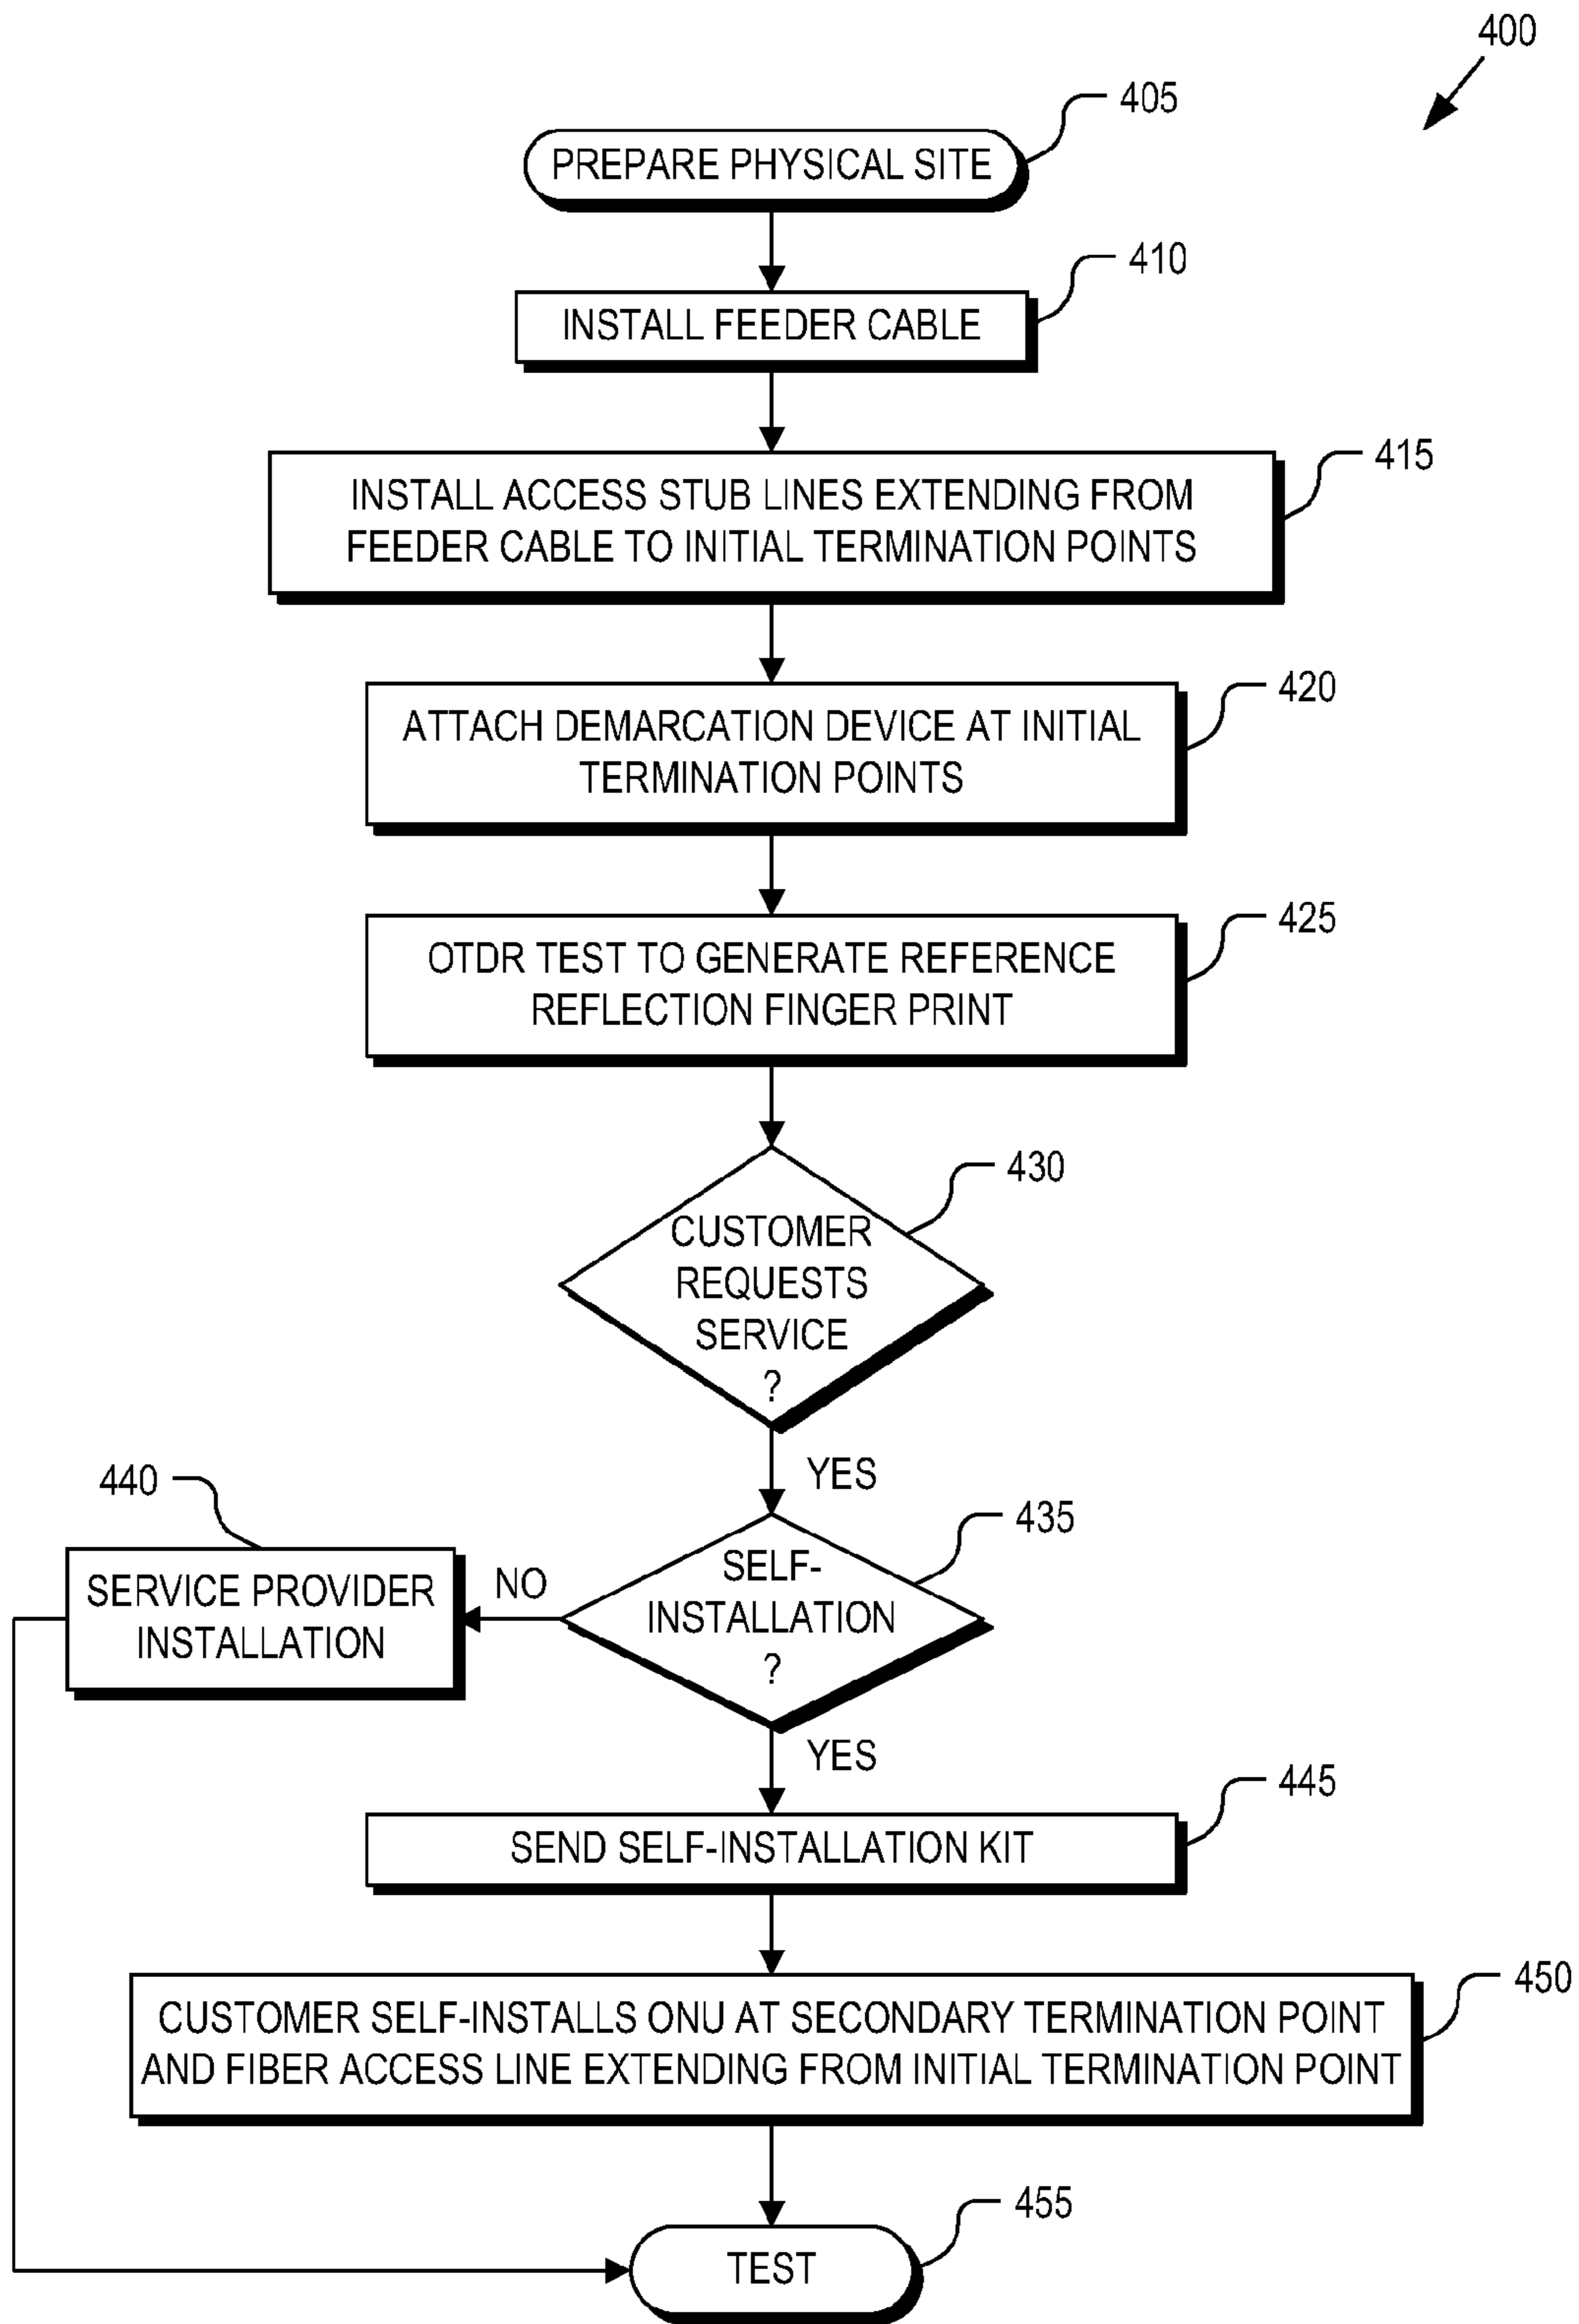 400
405
PREPARE PHYSICAL SITE
410
INSTALL FEEDER CABLE
415
INSTALL ACCESS STUB LINES EXTENDING FROM
FEEDER CABLE TO INITIAL TERMINATION POINTS
420
ATTACH DEMARCATION DEVICE AT INITIAL
TERMINATION POINTS
425
OTDR TEST TO GENERATE REFERENCE
REFLECTION FINGER PRINT
430
CUSTOMER
REQUESTS
SERVICE
?
YES
440
435
SERVICE PROVIDER
INSTALLATION
NO
SELF-
INSTALLATION
?
YES
445
SEND SELF-INSTALLATION KIT
450
CUSTOMER SELF-INSTALLS ONU AT SECONDARY TERMINATION POINT
AND FIBER ACCESS LINE EXTENDING FROM INITIAL TERMINATION POINT
455
TEST